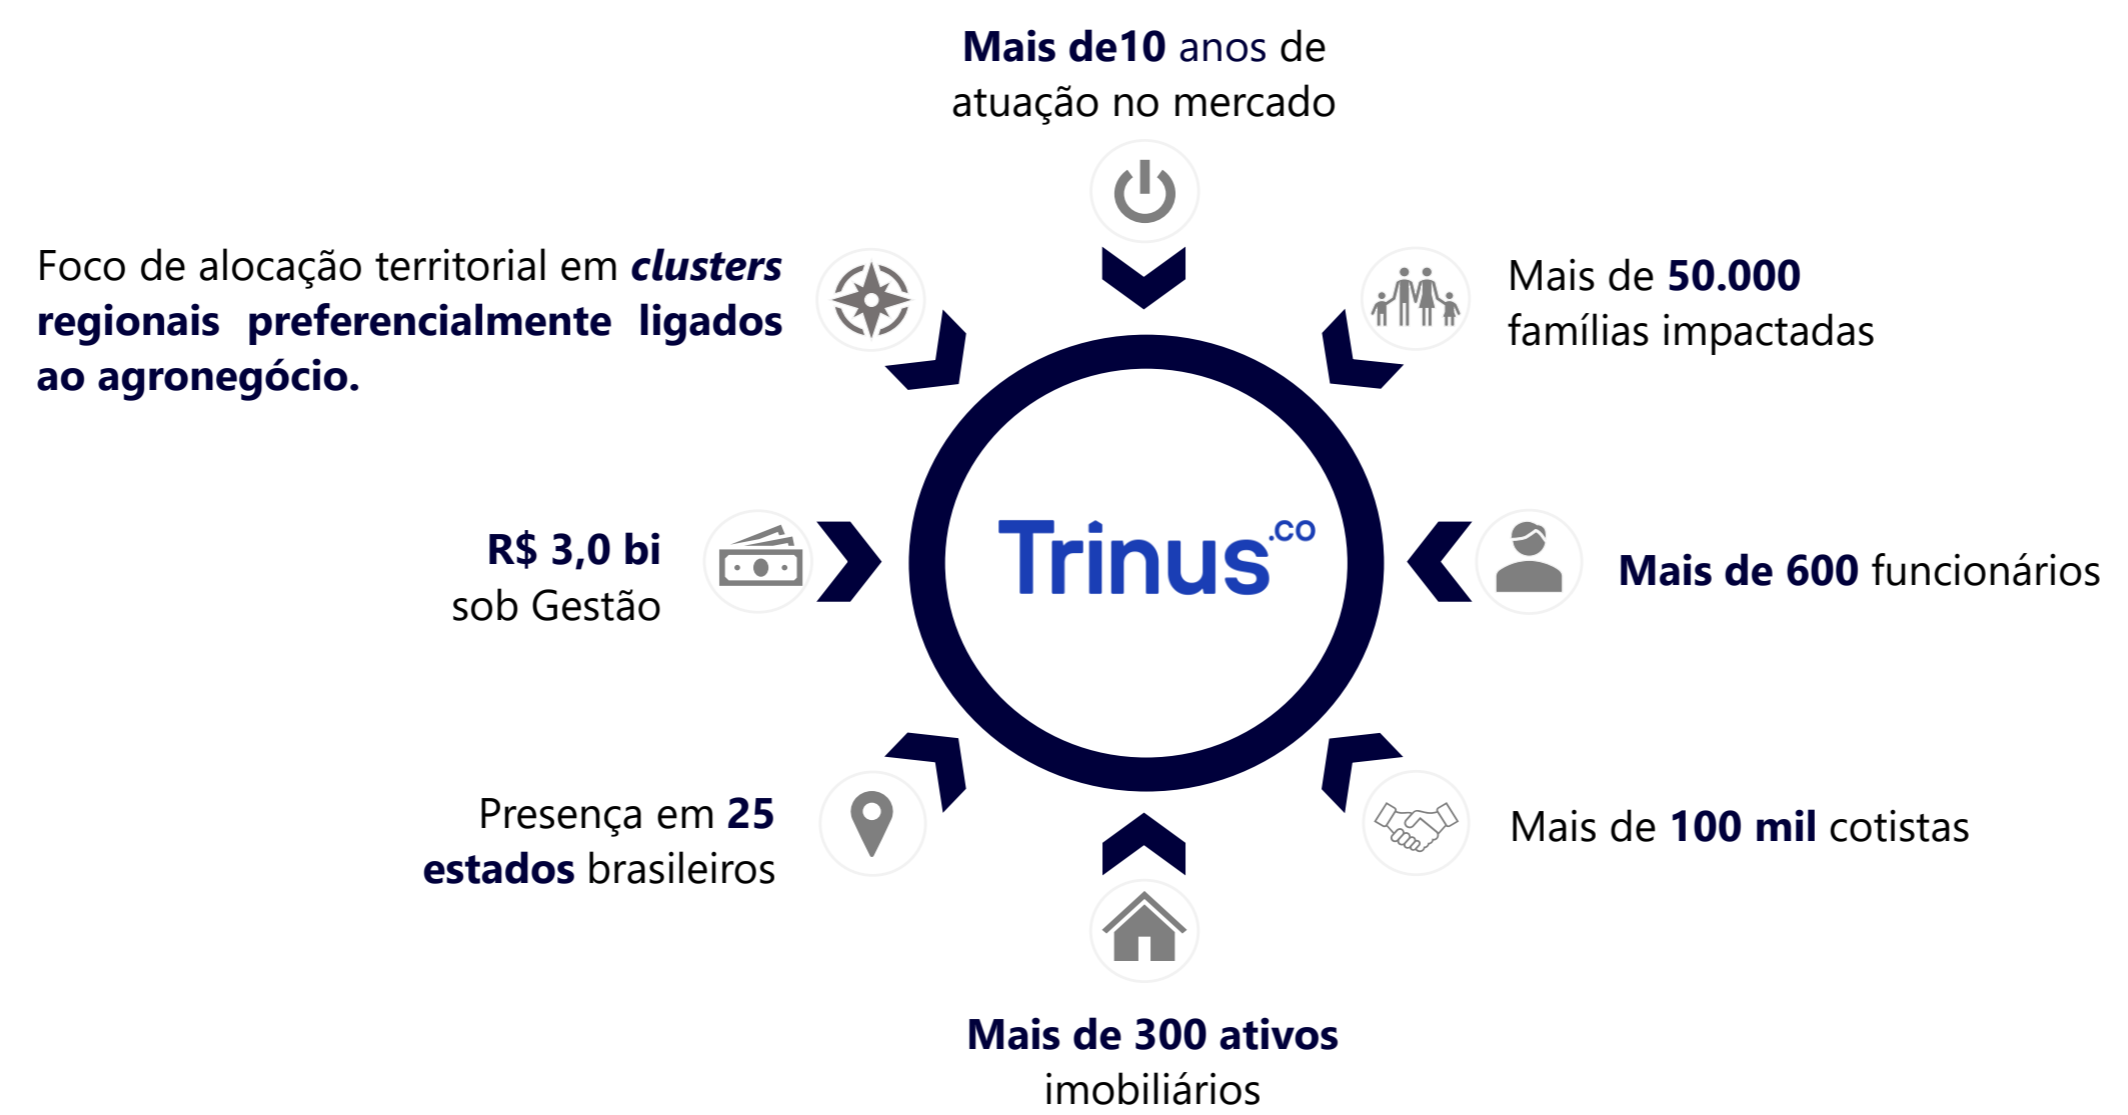 Mais de10 anos de
atuação no mercado
Foco de alocação territorial em clusters
regionais preferencialmente ligados
ao agronegócio.
Mais de 50.000
famílias impactadas
R$ 3,0 bi
sob Gestão
Trinus.co
Mais de 600 funcionários
Presença em 25
estados brasileiros
Mais de 100 mil cotistas
Mais de 300 ativos
imobiliários